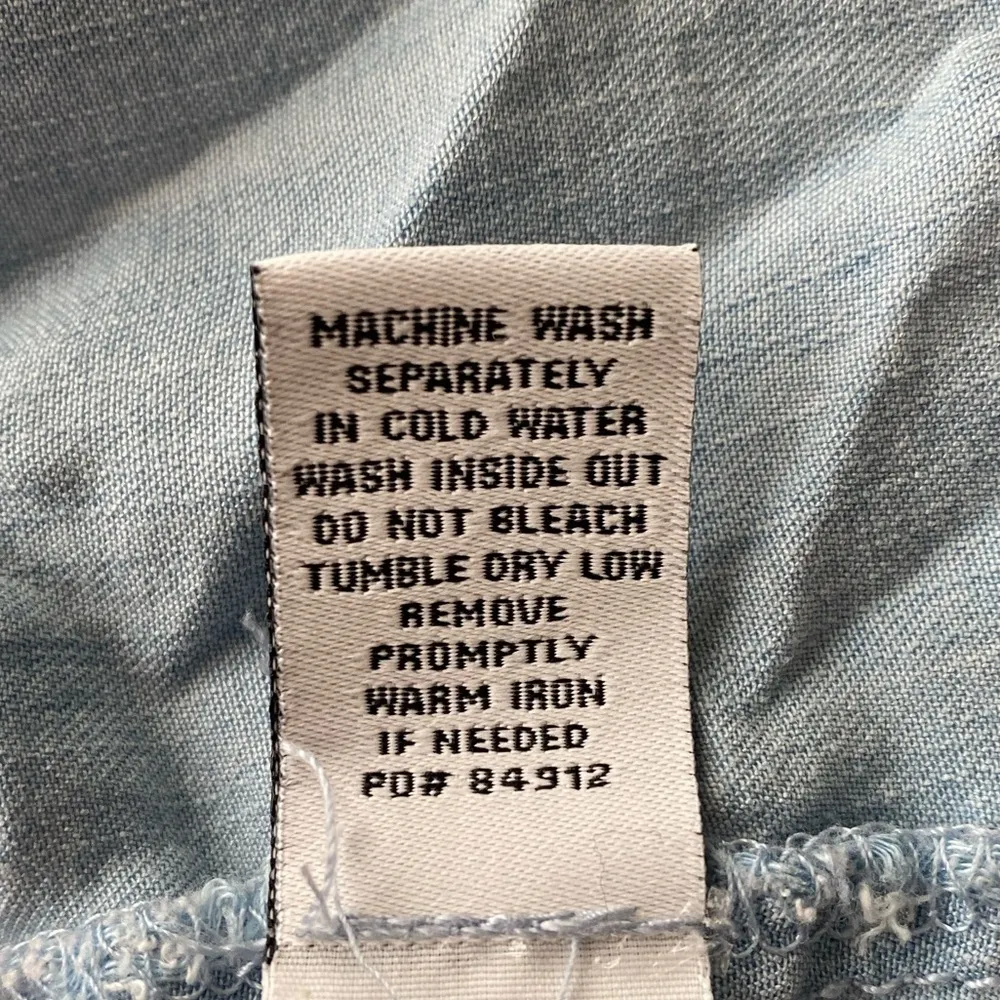 MACHINE WASH
SEPARATELY
IN COLD WATER
WASH INSIDE OUT
DO NOT BLEACH
TUMBLE DRY LOW
REMOVE
PROMPTLY
WARM IRON
IF NEEDED
PO# 84912